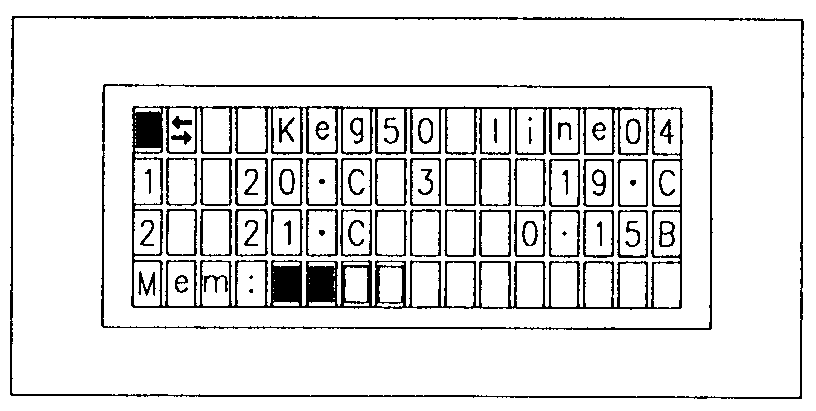 ■⇆  Keg50 line04
1  20·C 3   19·C
2  21·C    0·15B
Mem:■■□□